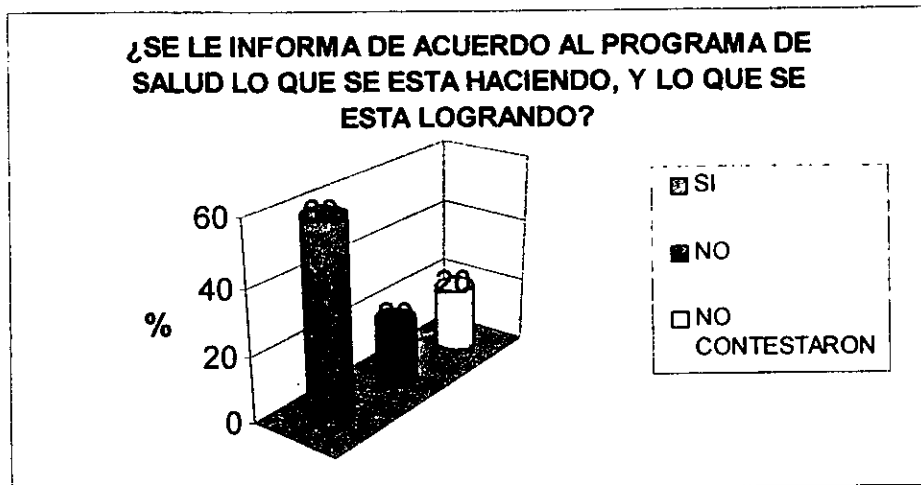 ¿SE LE INFORMA DE ACUERDO AL PROGRAMA DE
SALUD LO QUE SE ESTA HACIENDO, Y LO QUE SE
ESTA LOGRANDO?
60
40
20
0
%
20
SI
NO
NO
CONTESTARON